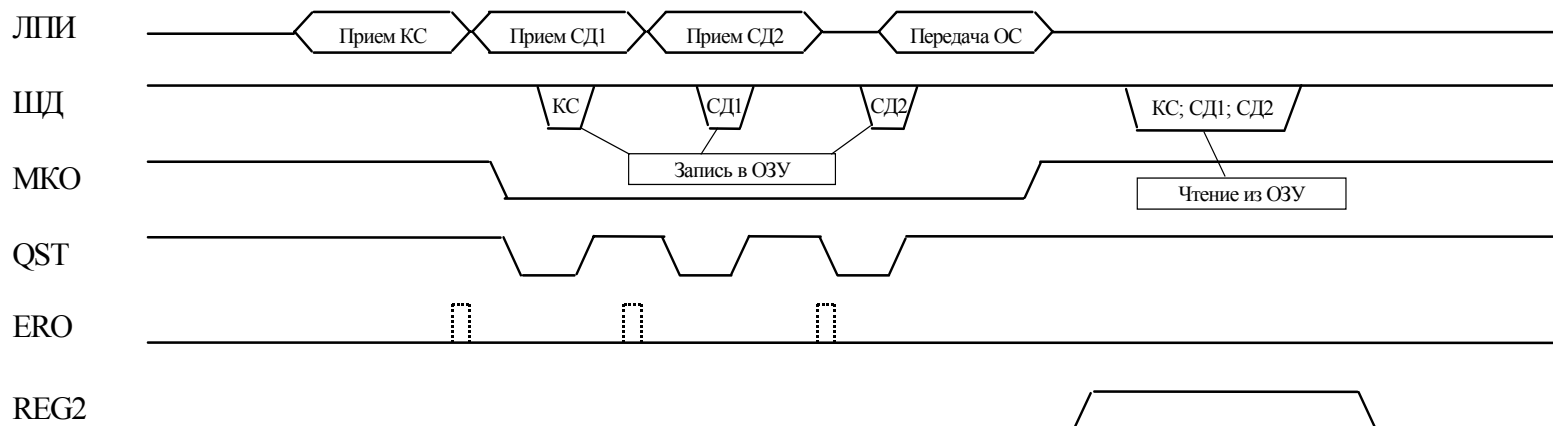 ЛПИ
Прием КС
Прием СД1
Прием СД2
Передача ОС
ШД
КС
СД1
СД2
КС; СД1; СД2
МКО
Запись в ОЗУ
Чтение из ОЗУ
QST
ERO
REG2